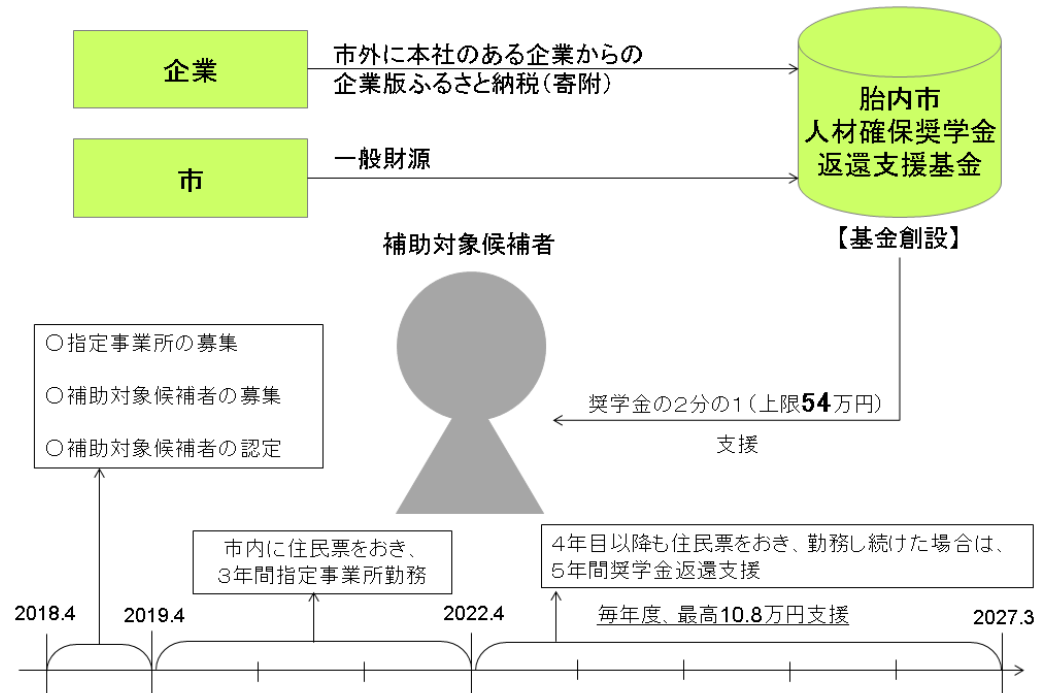 企業
市外に本社のある企業からの
企業版ふるさと納税(寄附)
市
一般財源
胎内市
人材確保奨学金
返還支援基金
【基金創設】
補助対象候補者
○指定事業所の募集
○補助対象候補者の募集
○補助対象候補者の認定
奨学金の2分の1(上限54万円)
支援
市内に住民票をおき、
3年間指定事業所勤務
4年目以降も住民票をおき、勤務し続けた場合は、
5年間奨学金返還支援
毎年度、最高10.8万円支援
2018.4
2019.4
2022.4
2027.3